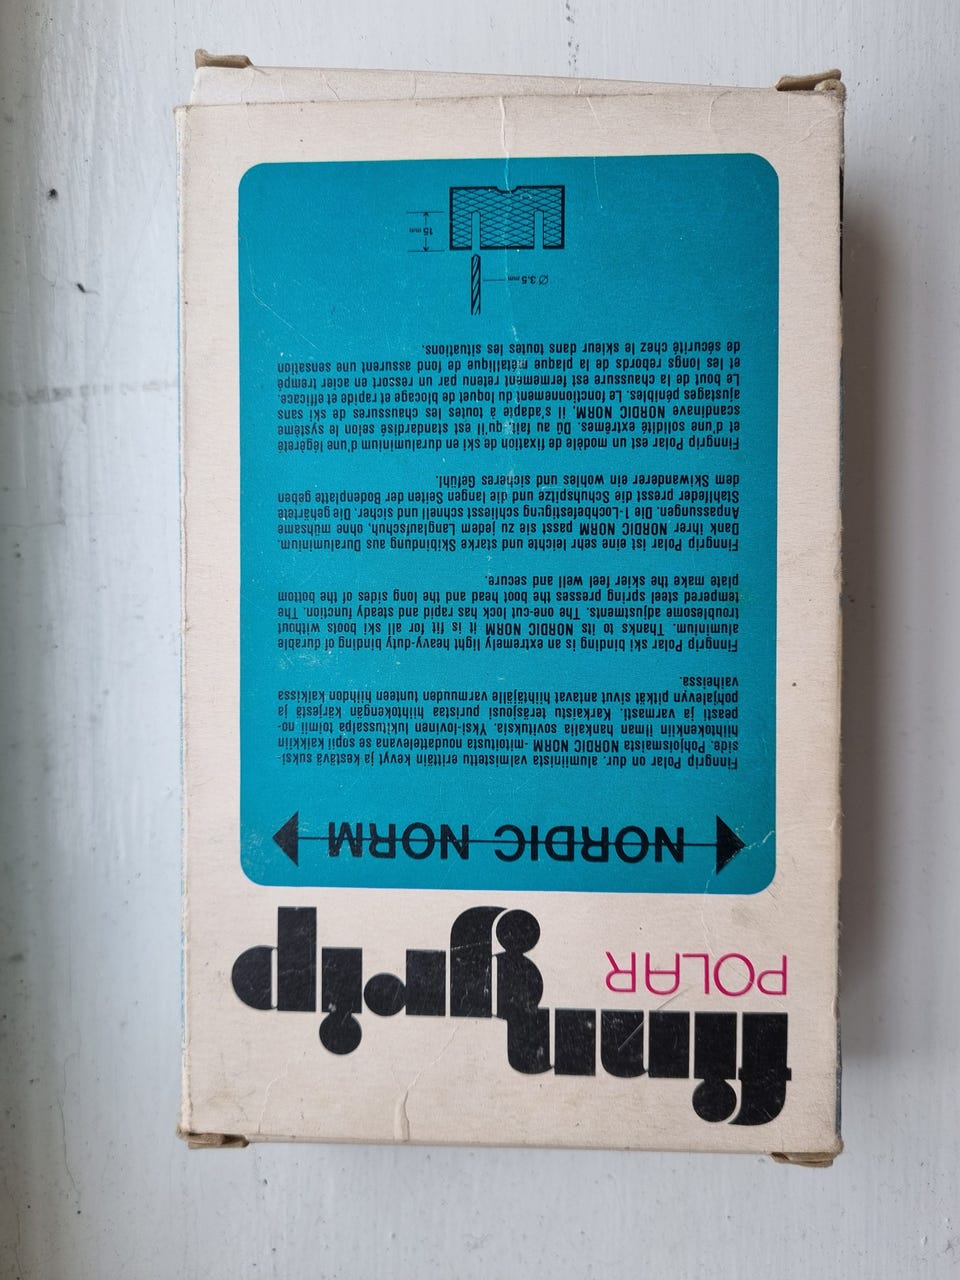 finn
grip
POLAR
NORDIC NORM
Finngrip Polar on dur. alumiinista valmistettu erittäin kevyt ja kestävä suksi-
side. Pohjoismaista NORDIC NORM -mitoitusta noudattelevana se sopii kaikkiin
hiihtokenkiin ilman hankalia sovituksia. Yksi-lovinen lukitussalpa toimii no-
peasti ja varmasti. Karkaistu teräsjousi puristaa hiihtokengän kärjestä ja
pohjalevyn pitkät sivut antavat hiihtäjälle varmuuden tunteen hiihdon kaikissa
vaiheissa.
Finngrip Polar ski binding is an extremely light heavy-duty binding of durable
aluminium. Thanks to its NORDIC NORM it is fit for all ski boots without
troublesome adjustments. The one-cut lock has rapid and steady function. The
tempered steel spring presses the boot head and the long sides of the bottom
plate make the skier feel well and secure.
Finngrip Polar ist eine sehr leichte und starke Skibindung aus Duraluminium.
Dank ihrer NORDIC NORM passt sie zu jedem Langlaufschuh, ohne mühsame
Anpassungen. Die 1-Lochbefestigung schliesst schnell und sicher. Die gehärtete
Stahlfeder presst die Schuhspitze und die langen Seiten der Bodenplatte geben
dem Skiwanderer ein wohles und sicheres Gefühl.
Finngrip Polar est un modéle de fixation de ski en duraluminium d'une légéreté
et d'une solidité extrêmes. Dû au fait qu'il est standardisé selon le système
scandinave NORDIC NORM, il s'adapte à toutes les chaussures de ski sans
ajustages pénibles. Le fonctionnement du loquet de blocage et rapide et efficace.
Le bout de la chaussure est fermement retenu par un ressort en acier trempé
et les longs rebords de la plaque métallique de fond assurent une sensation
de sécurité chez le skieur dans toutes les situations.
Ø 3.5 mm
15 mm